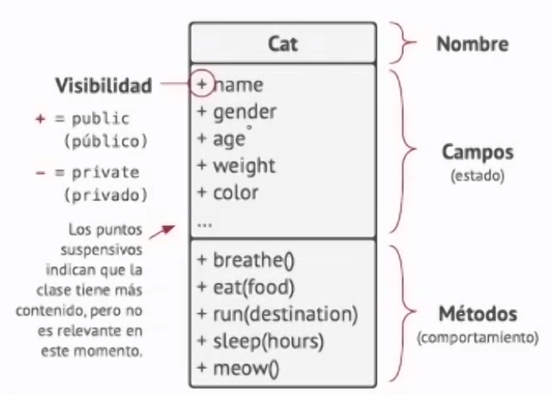 Cat
Nombre
Visibilidad
+ = public
(público)
- = private
(privado)
Los puntos
suspensivos
indican que la
clase tiene más
contenido, pero no
es relevante en
este momento.
+ name
+ gender
+ age
+ weight
+ color
...
Campos
(estado)
+ breathe()
+ eat(food)
+ run(destination)
+ sleep(hours)
+ meow()
Métodos
(comportamiento)